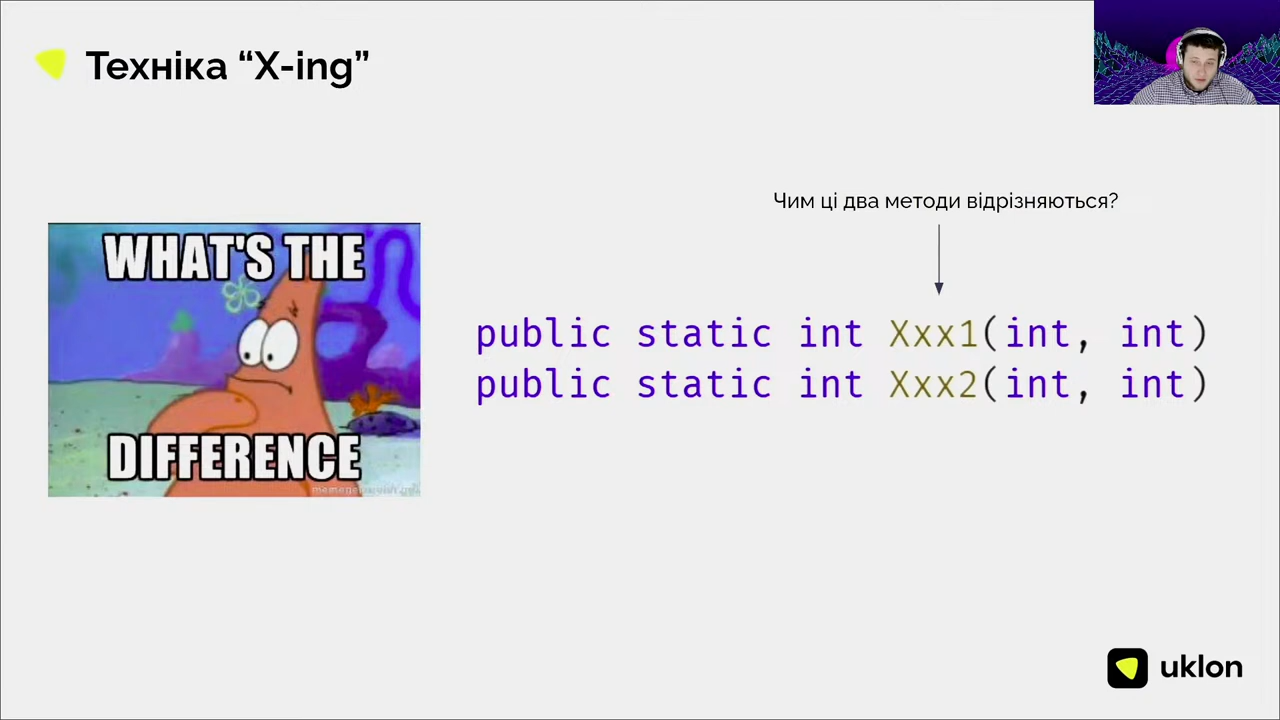 Техніка “X-ing”
Чим ці два методи відрізняються?
WHAT'S THE
DIFFERENCE
public static int Xxx1(int, int)
public static int Xxx2(int, int)
uklon